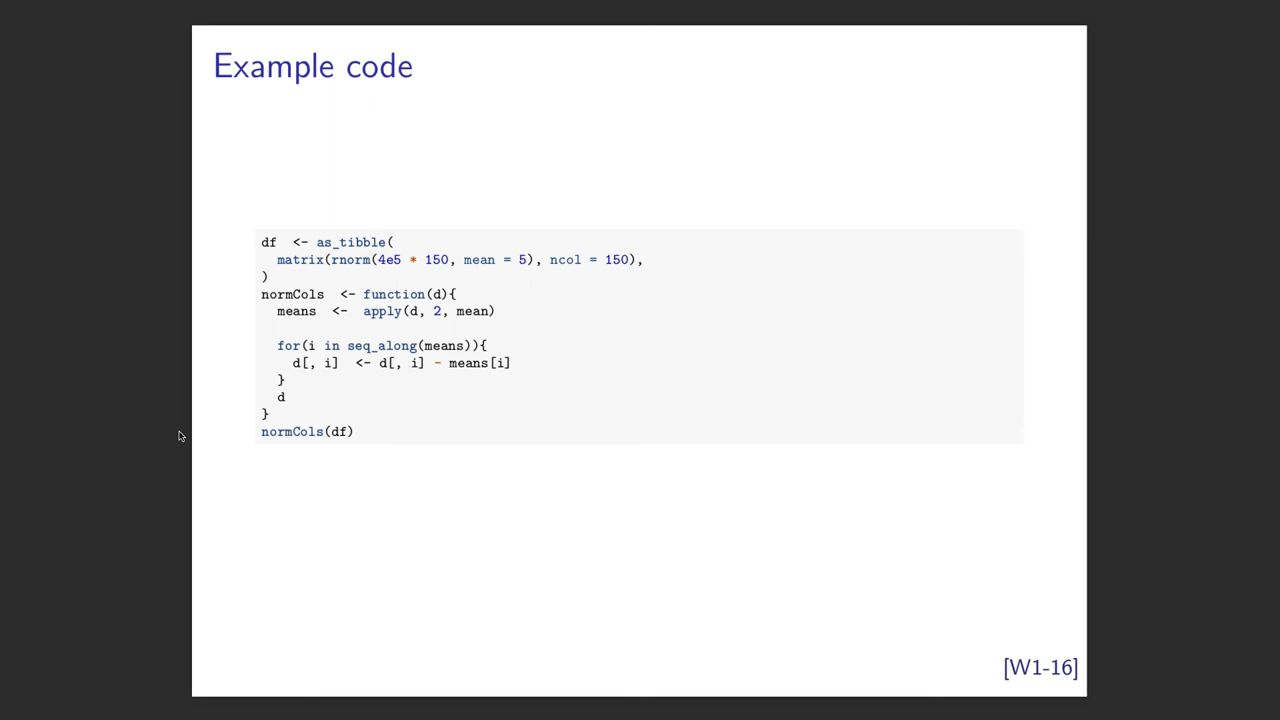 Example code
df  <- as_tibble(
  matrix(rnorm(4e5 * 150, mean = 5), ncol = 150),
)
normCols  <- function(d){
  means  <-  apply(d, 2, mean)
  for(i in seq_along(means)){
    d[, i]  <- d[, i] - means[i]
  }
  d
}
normCols(df)
[W1-16]